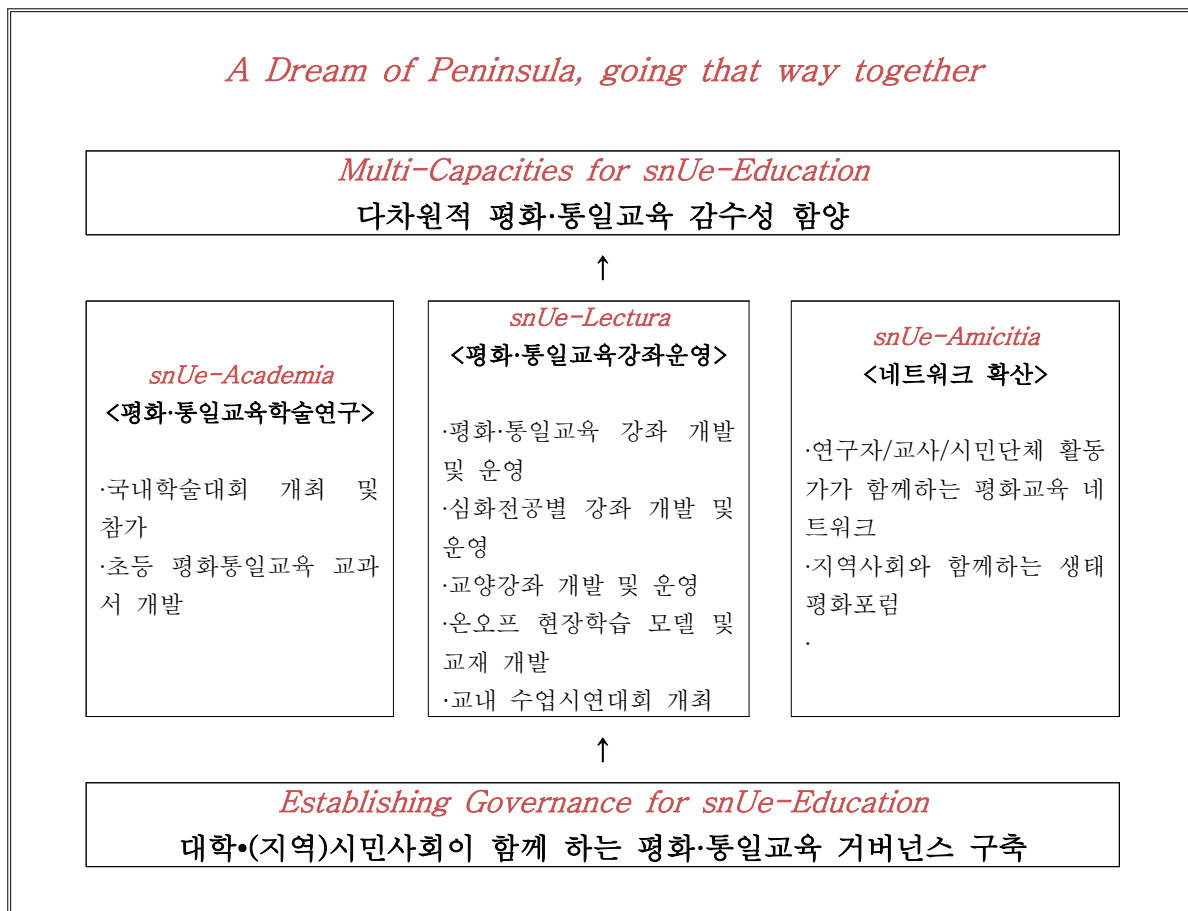 A Dream of Peninsula, going that way together
Multi-Capacities for snUe-Education
다차원적 평화·통일교육 감수성 함양
↑
snUe-Academia
<평화·통일교육학술연구>
·국내학술대회 개최 및
참가
·초등 평화통일교육 교과
서 개발
snUe-Lectura
<평화·통일교육강좌운영>
·평화·통일교육 강좌 개발
및 운영
·심화전공별 강좌 개발 및
운영
·교양강좌 개발 및 운영
·온오프 현장학습 모델 및
교재 개발
·교내 수업시연대회 개최
snUe-Amicitia
<네트워크 확산>
·연구자/교사/시민단체 활동
가가 함께하는 평화교육 네
트워크
·지역사회와 함께하는 생태
평화포럼
·
↑
Establishing Governance for snUe-Education
대학•(지역)시민사회이 함께 하는 평화·통일교육 거버넌스 구축